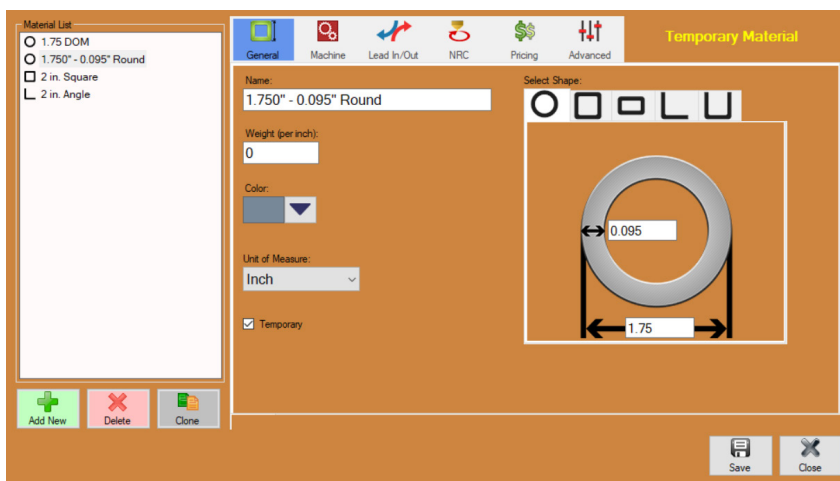 Material List
1.75 DOM
1.750" - 0.095" Round
2 in. Square
2 in. Angle
Add New
Delete
Clone
General
Machine
Lead In/Out
NRC
Pricing
Advanced
Temporary Material
Name:
1.750" - 0.095" Round
Weight (per inch):
0
Color:
Unit of Measure:
Inch
Temporary
Select Shape:
0.095
1.75
Save
Close